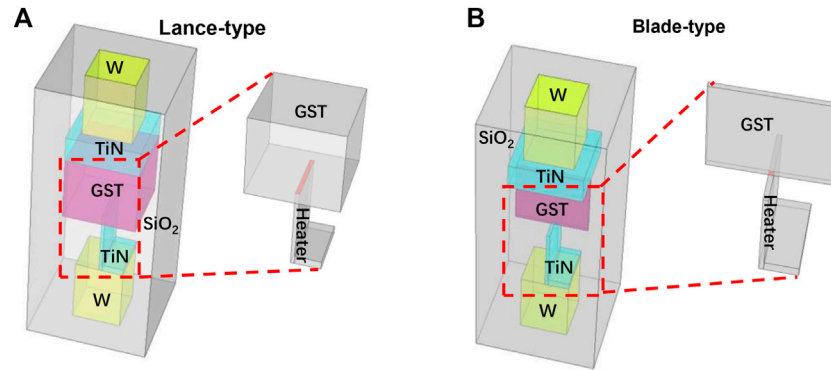 A
Lance-type
W
TiN
GST
SiO₂
TiN
W
GST
Heater
B
Blade-type
W
SiO₂
TiN
GST
TiN
W
GST
Heater